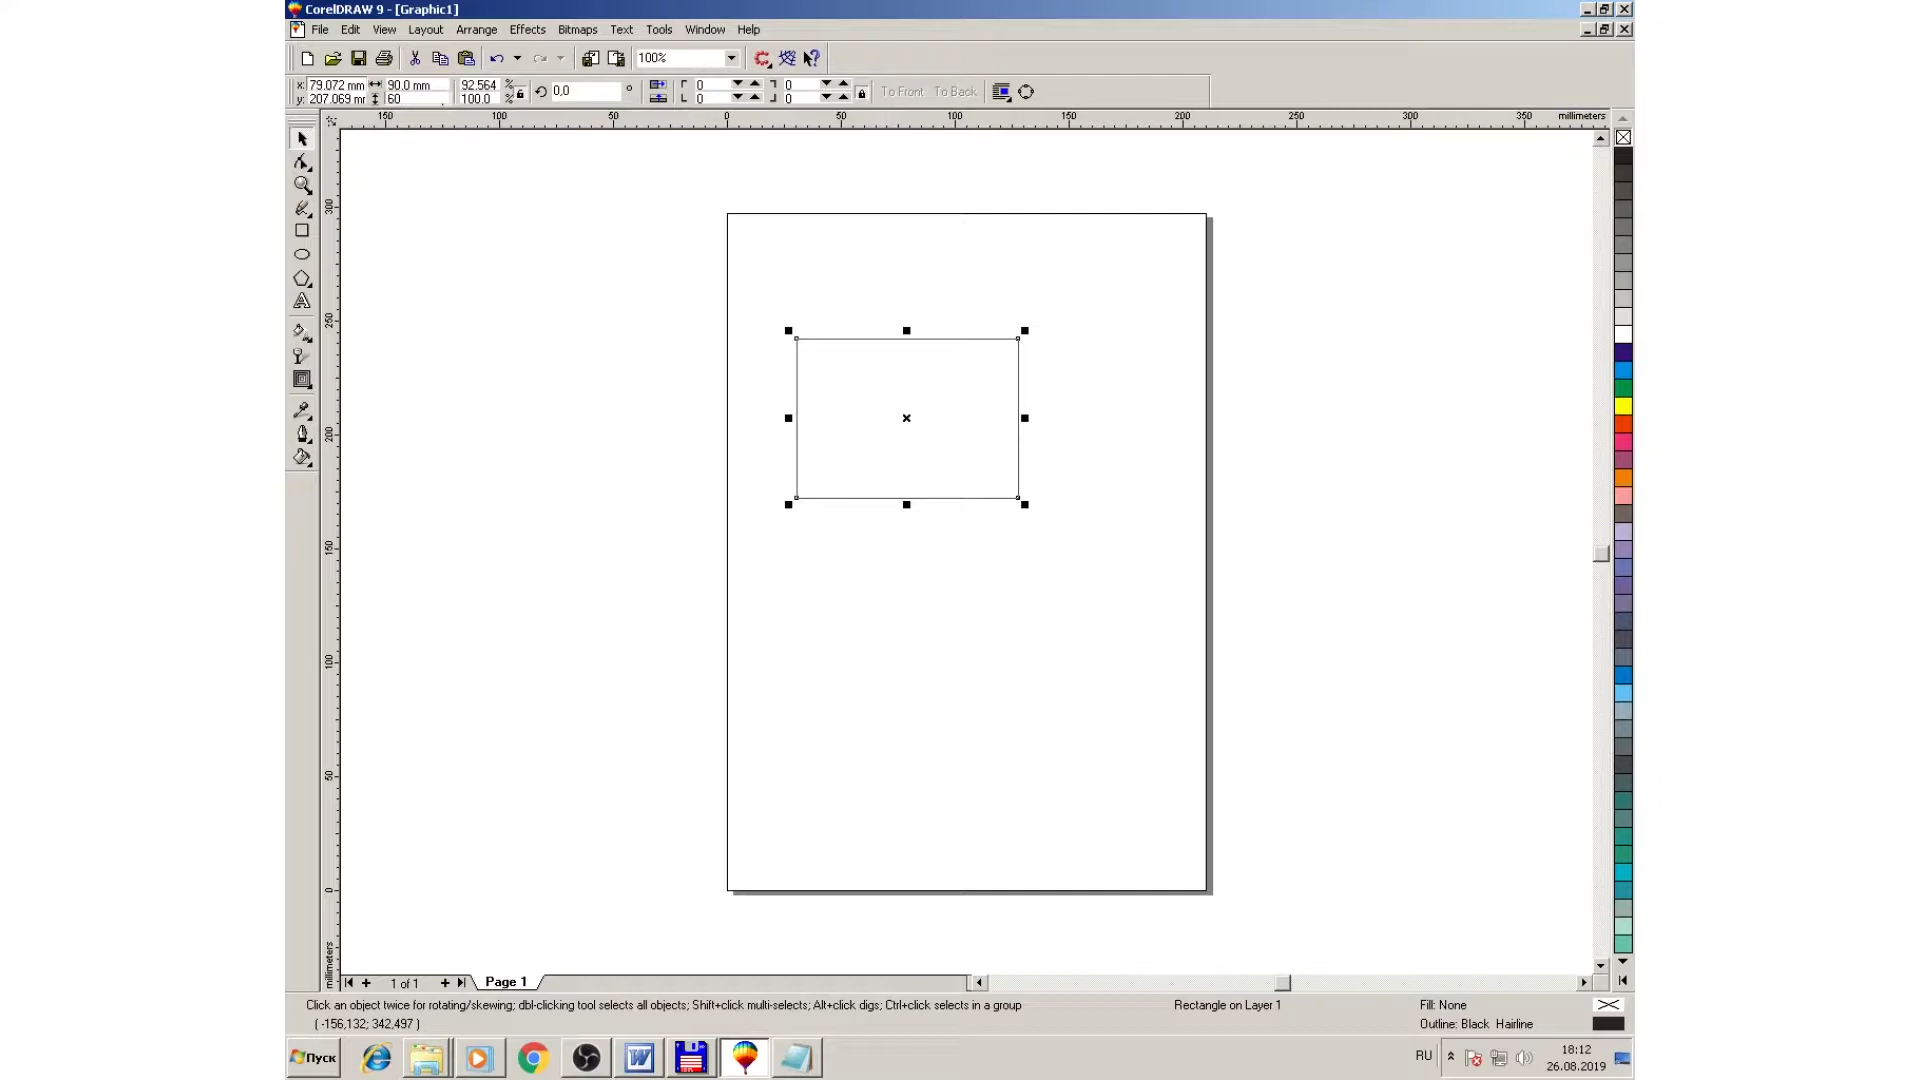 CorelDRAW 9 - [Graphic1]
File Edit View Layout Arrange Effects Bitmaps Text Tools Window Help
100%
x: 79.072 mm 90.0 mm 92.564 % 0,0 ° 0 0 To Front To Back
y: 207.069 mm 60 100.0 % 0 0
150 100 50 0 50 100 150 200 250 300 350 millimeters
300
250
200
150
100
50
0
millimeters
1 of 1 Page 1
Click an object twice for rotating/skewing; dbl-clicking tool selects all objects; Shift+click multi-selects; Alt+click digs; Ctrl+click selects in a group Rectangle on Layer 1 Fill: None
( -156,132; 342,497 ) Outline: Black Hairline
Пуск RU 18:12
26.08.2019